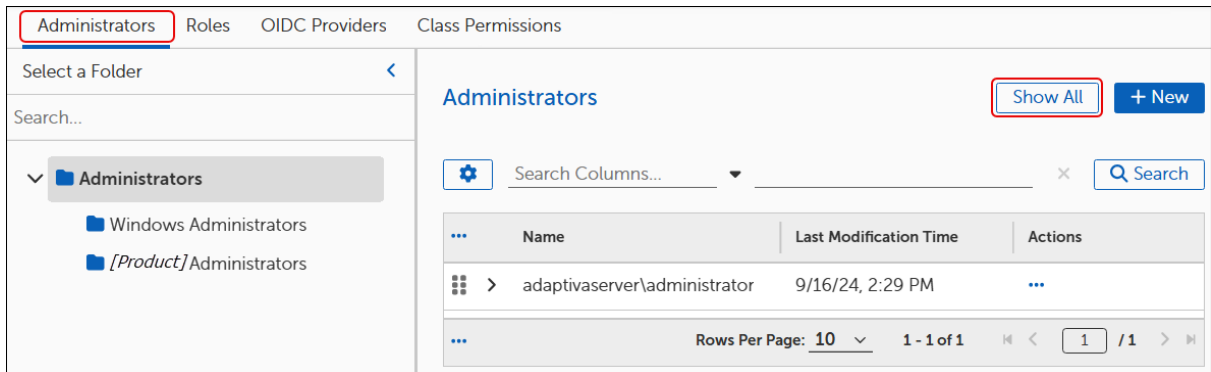 Administrators Roles OIDC Providers Class Permissions
Select a Folder
Search...
Administrators
Windows Administrators
[Product] Administrators
Administrators
Show All
+ New
Search Columns...
Search
Name Last Modification Time Actions
adaptivaserver\administrator 9/16/24, 2:29 PM
Rows Per Page: 10 1 - 1 of 1 1 / 1